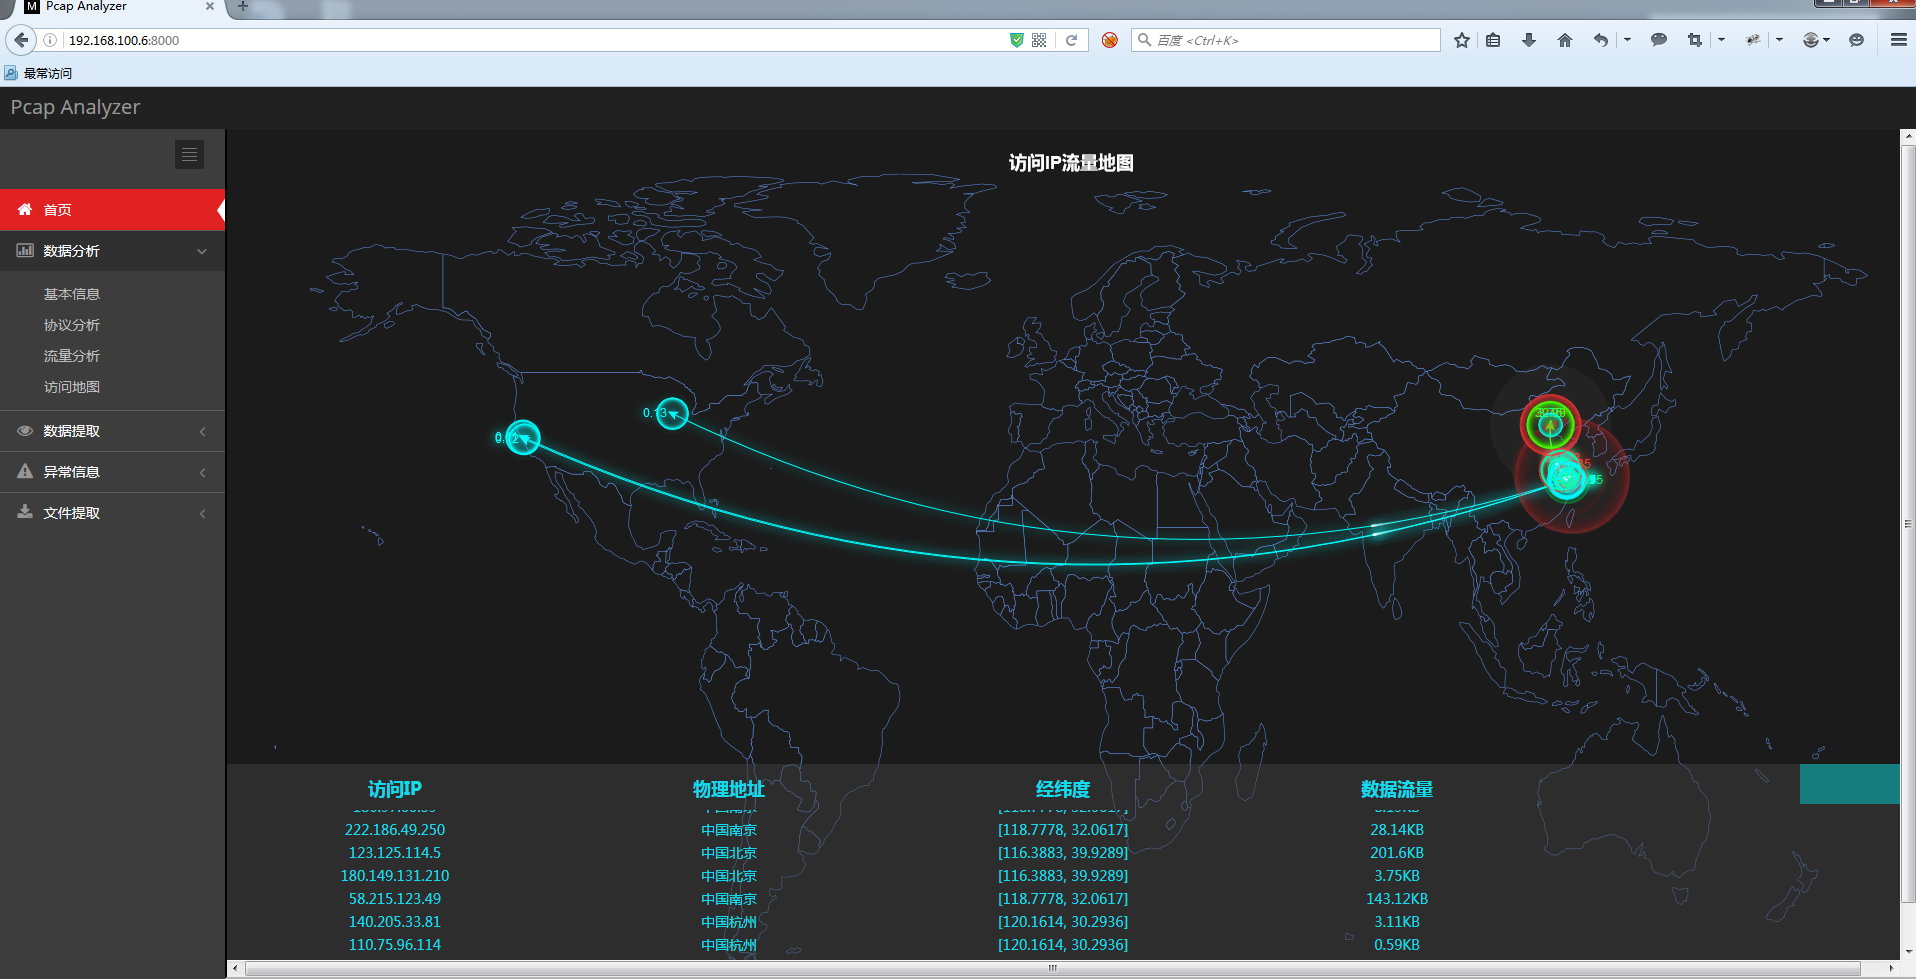 Pcap Analyzer
192.168.100.6:8000
百度 <Ctrl+K>
最常访问
Pcap Analyzer
首页
数据分析
基本信息
协议分析
流量分析
访问地图
数据提取
异常信息
文件提取
访问IP流量地图
0.13
访问IP 物理地址 经纬度 数据流量
222.186.49.250 中国南京 [118.7778, 32.0617] 28.14KB
123.125.114.5 中国北京 [116.3883, 39.9289] 201.6KB
180.149.131.210 中国北京 [116.3883, 39.9289] 3.75KB
58.215.123.49 中国南京 [118.7778, 32.0617] 143.12KB
140.205.33.81 中国杭州 [120.1614, 30.2936] 3.11KB
110.75.96.114 中国杭州 [120.1614, 30.2936] 0.59KB